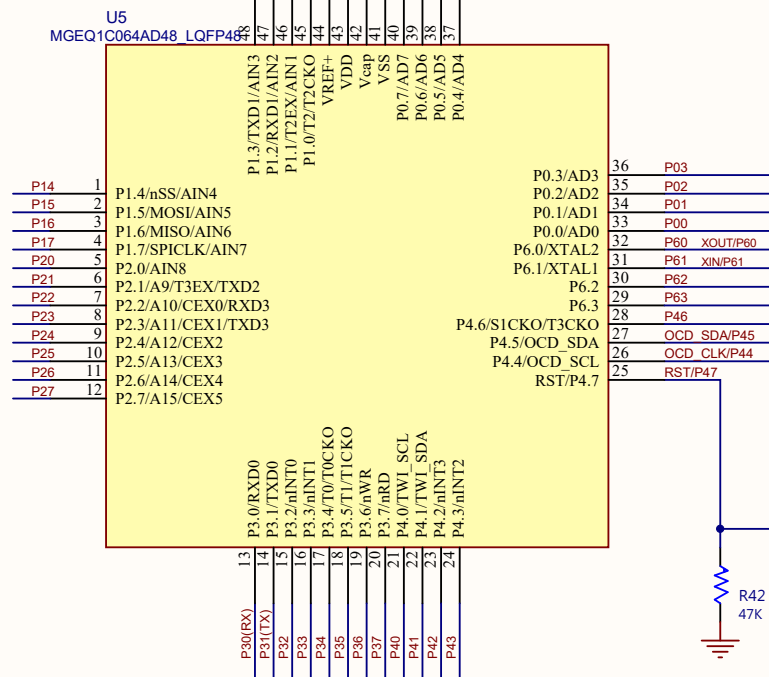 U5
MGEQ1C064AD48_LQFP48
48
47
46
45
44
43
42
41
40
39
38
37
P1.3/TXD1/AIN3
P1.2/RXD1/AIN2
P1.1/T2EX/AIN1
P1.0/T2/T2CKO
VREF+
VDD
Vcap
VSS
P0.7/AD7
P0.6/AD6
P0.5/AD5
P0.4/AD4
P14 1 P1.4/nSS/AIN4
P15 2 P1.5/MOSI/AIN5
P16 3 P1.6/MISO/AIN6
P17 4 P1.7/SPICLK/AIN7
P20 5 P2.0/AIN8
P21 6 P2.1/A9/T3EX/TXD2
P22 7 P2.2/A10/CEX0/RXD3
P23 8 P2.3/A11/CEX1/TXD3
P24 9 P2.4/A12/CEX2
P25 10 P2.5/A13/CEX3
P26 11 P2.6/A14/CEX4
P27 12 P2.7/A15/CEX5
P0.3/AD3 36 P03
P0.2/AD2 35 P02
P0.1/AD1 34 P01
P0.0/AD0 33 P00
P6.0/XTAL2 32 P60 XOUT/P60
P6.1/XTAL1 31 P61 XIN/P61
P6.2 30 P62
P6.3 29 P63
P4.6/S1CKO/T3CKO 28 P46
P4.5/OCD_SDA 27 OCD_SDA/P45
P4.4/OCD_SCL 26 OCD_CLK/P44
RST/P4.7 25 RST/P47
P3.0/RXD0
P3.1/TXD0
P3.2/nINT0
P3.3/nINT1
P3.4/T0/T0CKO
P3.5/T1/T1CKO
P3.6/nWR
P3.7/nRD
P4.0/TWI_SCL
P4.1/TWI_SDA
P4.2/nINT3
P4.3/nINT2
13
14
15
16
17
18
19
20
21
22
23
24
P30(RX)
P31(TX)
P32
P33
P34
P35
P36
P37
P40
P41
P42
P43
R42
47K